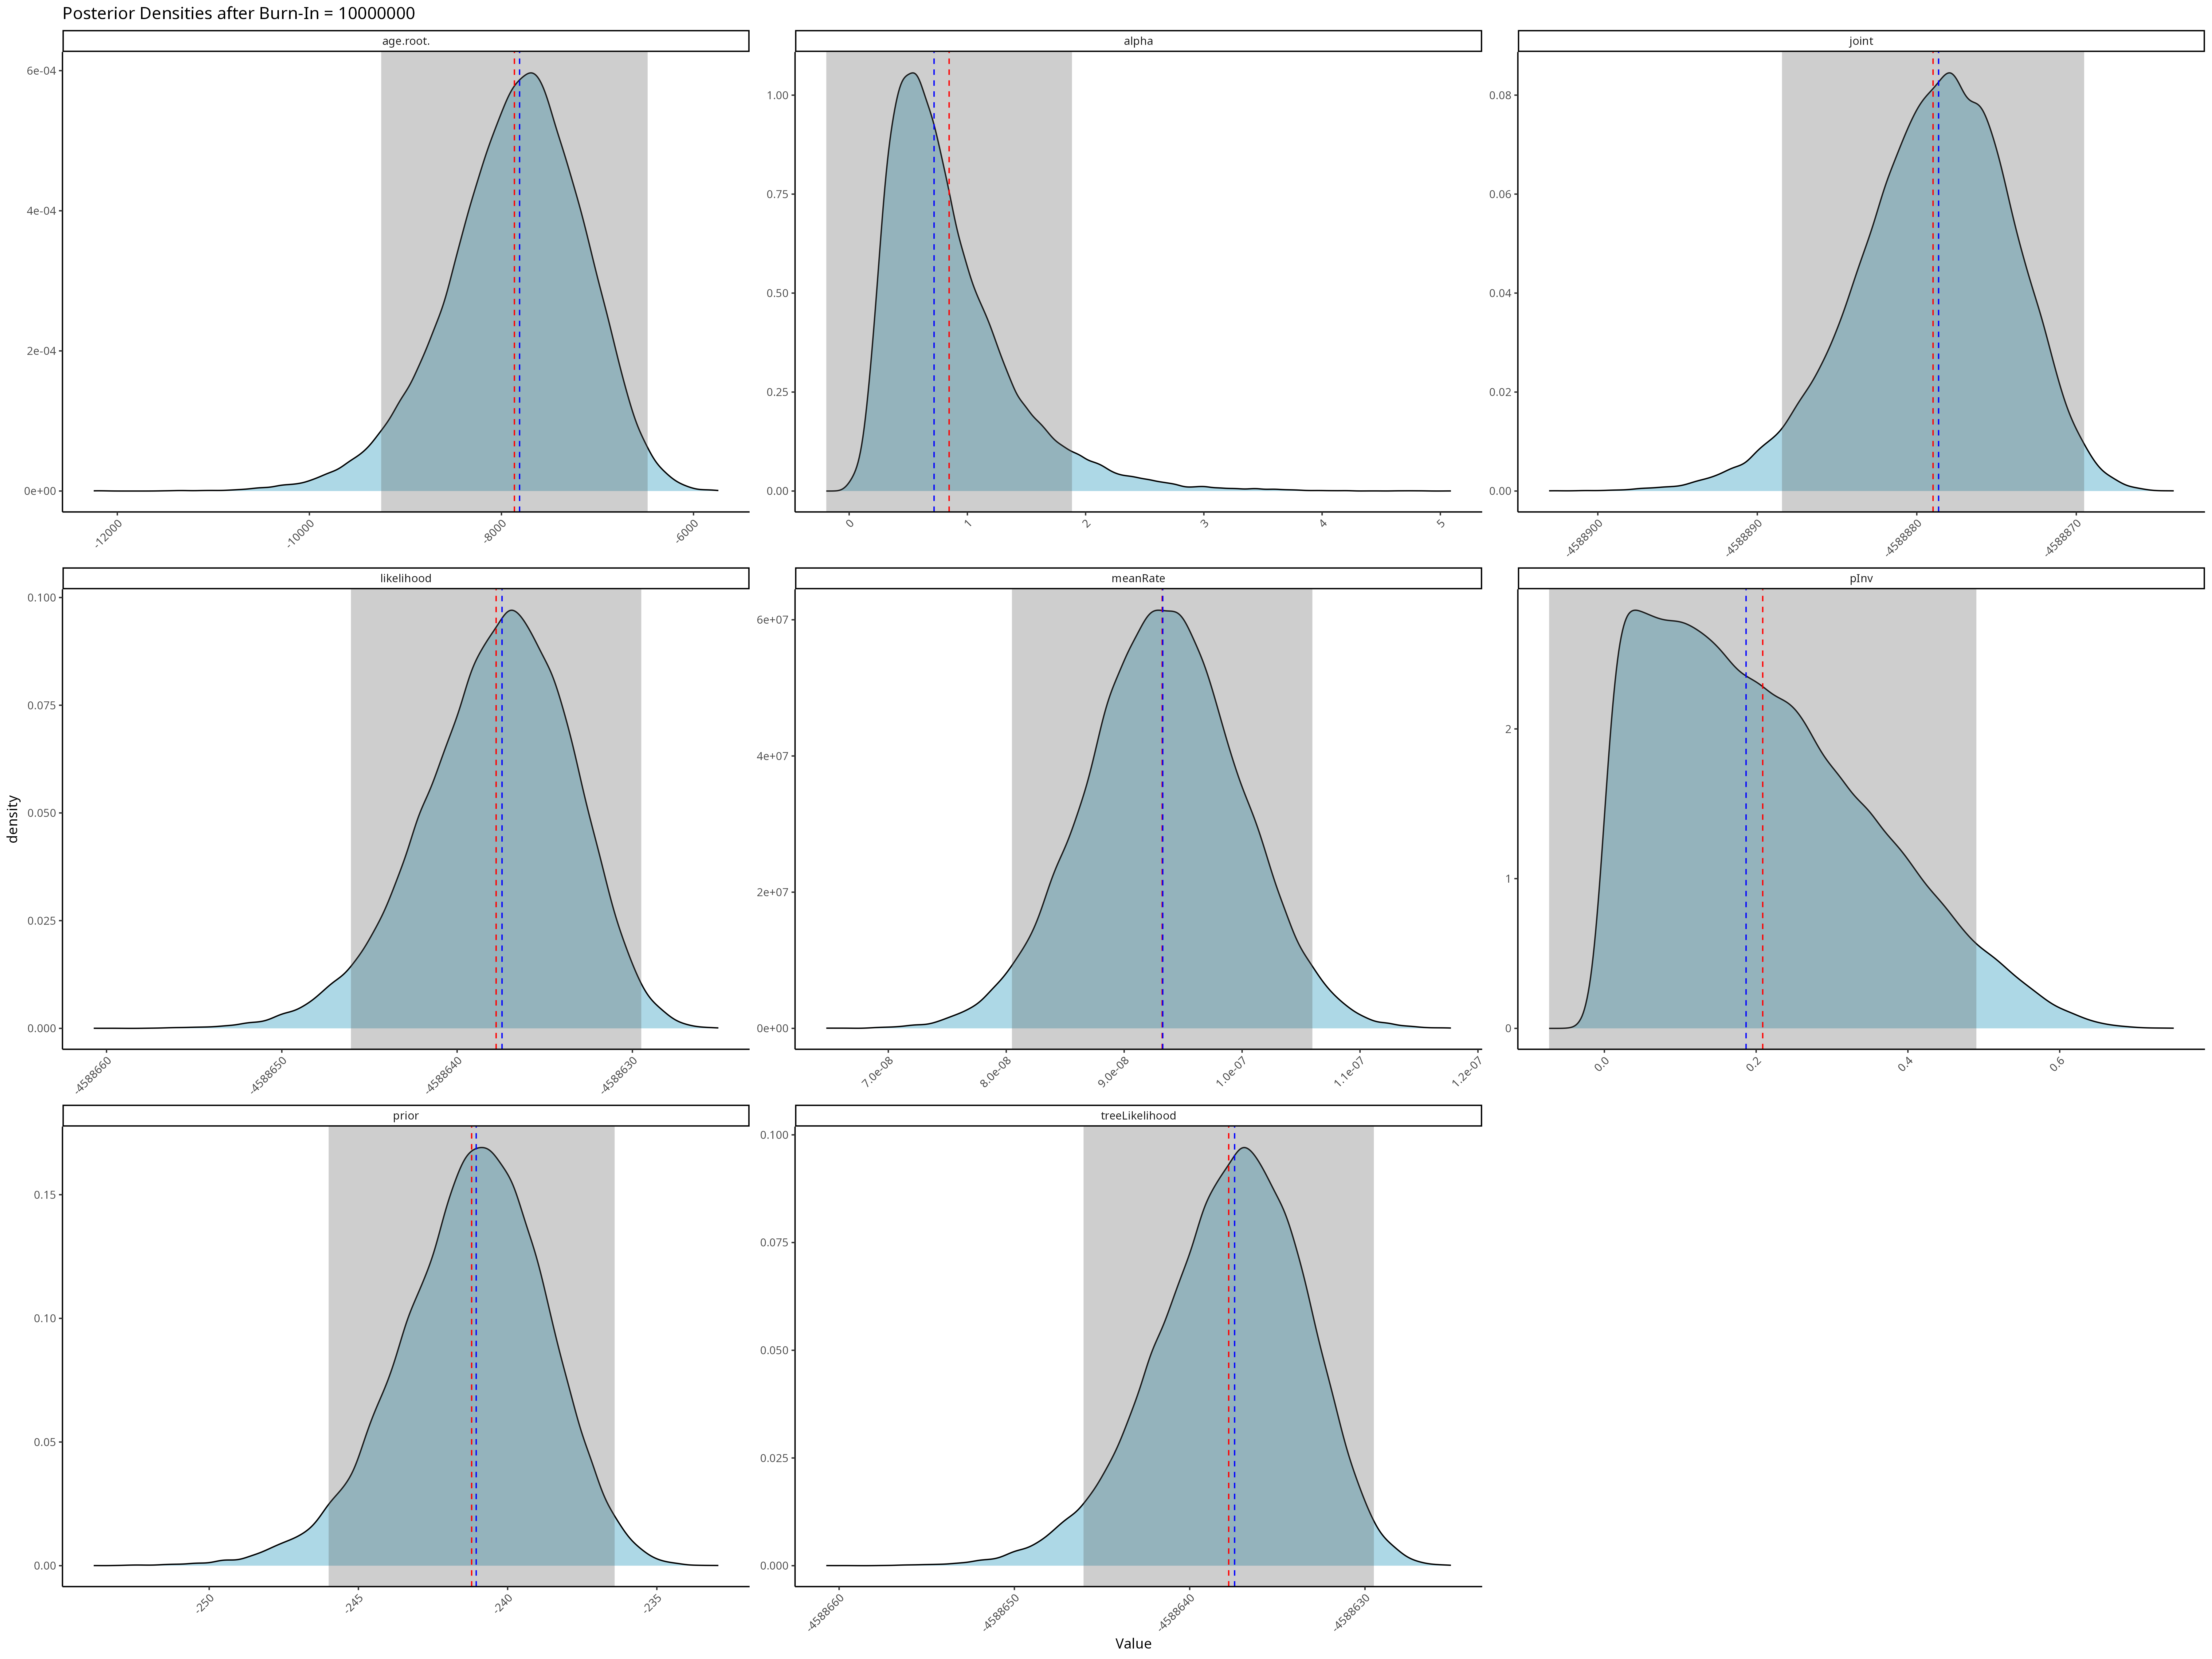 Posterior Densities after Burn-In = 10000000
age.root. alpha joint
6e-04
4e-04
2e-04
0e+00
-12000 -10000 -8000 -6000
1.00
0.75
0.50
0.25
0.00
0 1 2 3 4 5
0.08
0.06
0.04
0.02
0.00
-4588900 -4588890 -4588880 -4588870
likelihood meanRate pInv
0.100
0.075
0.050
0.025
0.000
-4588660 -4588650 -4588640 -4588630
6e+07
4e+07
2e+07
0e+00
7.0e-08 8.0e-08 9.0e-08 1.0e-07 1.1e-07 1.2e-07
2
1
0
0.0 0.2 0.4 0.6
density
prior treeLikelihood
0.15
0.10
0.05
0.00
-250 -245 -240 -235
0.100
0.075
0.050
0.025
0.000
-4588660 -4588650 -4588640 -4588630
Value